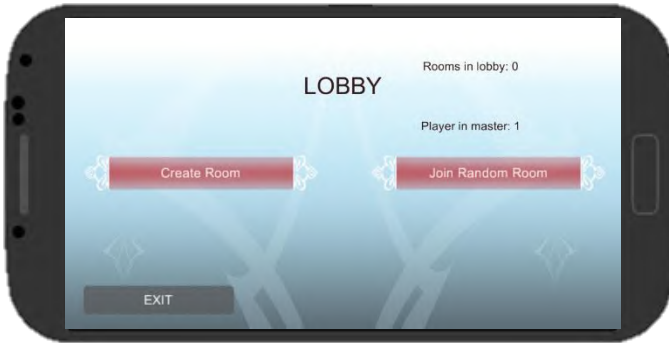 Rooms in lobby: 0
LOBBY
Player in master: 1
Create Room
Join Random Room
EXIT